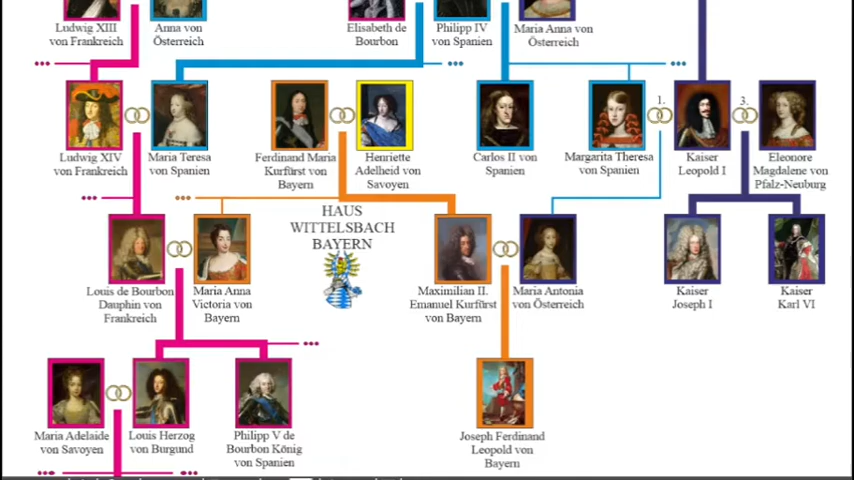 Ludwig XIII
von Frankreich
Anna von
Österreich
Elisabeth de
Bourbon
Philipp IV
von Spanien
Maria Anna von
Österreich
Ludwig XIV
von Frankreich
Maria Teresa
von Spanien
Ferdinand Maria
Kurfürst von
Bayern
Henriette
Adelheid von
Savoyen
Carlos II von
Spanien
Margarita Theresa
von Spanien
1.
Kaiser
Leopold I
3.
Eleonore
Magdalene von
Pfalz-Neuburg
HAUS
WITTELSBACH
BAYERN
Louis de Bourbon
Dauphin von
Frankreich
Maria Anna
Victoria von
Bayern
Maximilian II.
Emanuel Kurfürst
von Bayern
Maria Antonia
von Österreich
Kaiser
Joseph I
Kaiser
Karl VI
Maria Adelaide
von Savoyen
Louis Herzog
von Burgund
Philipp V de
Bourbon König
von Spanien
Joseph Ferdinand
Leopold von
Bayern